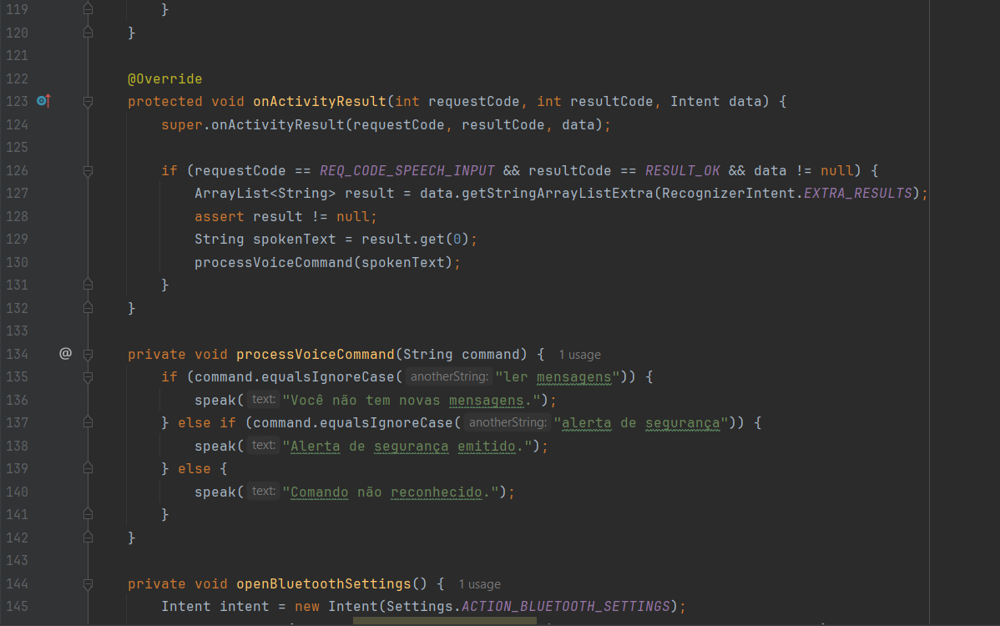 119 }
120 }
121
122 @Override
123 protected void onActivityResult(int requestCode, int resultCode, Intent data) {
124 super.onActivityResult(requestCode, resultCode, data);
125
126 if (requestCode == REQ_CODE_SPEECH_INPUT && resultCode == RESULT_OK && data != null) {
127 ArrayList<String> result = data.getStringArrayListExtra(RecognizerIntent.EXTRA_RESULTS);
128 assert result != null;
129 String spokenText = result.get(0);
130 processVoiceCommand(spokenText);
131 }
132 }
133
134 @ private void processVoiceCommand(String command) { 1 usage
135 if (command.equalsIgnoreCase( anotherString: "ler mensagens")) {
136 speak( text: "Você não tem novas mensagens.");
137 } else if (command.equalsIgnoreCase( anotherString: "alerta de segurança")) {
138 speak( text: "Alerta de segurança emitido.");
139 } else {
140 speak( text: "Comando não reconhecido.");
141 }
142 }
143
144 private void openBluetoothSettings() { 1 usage
145 Intent intent = new Intent(Settings.ACTION_BLUETOOTH_SETTINGS);